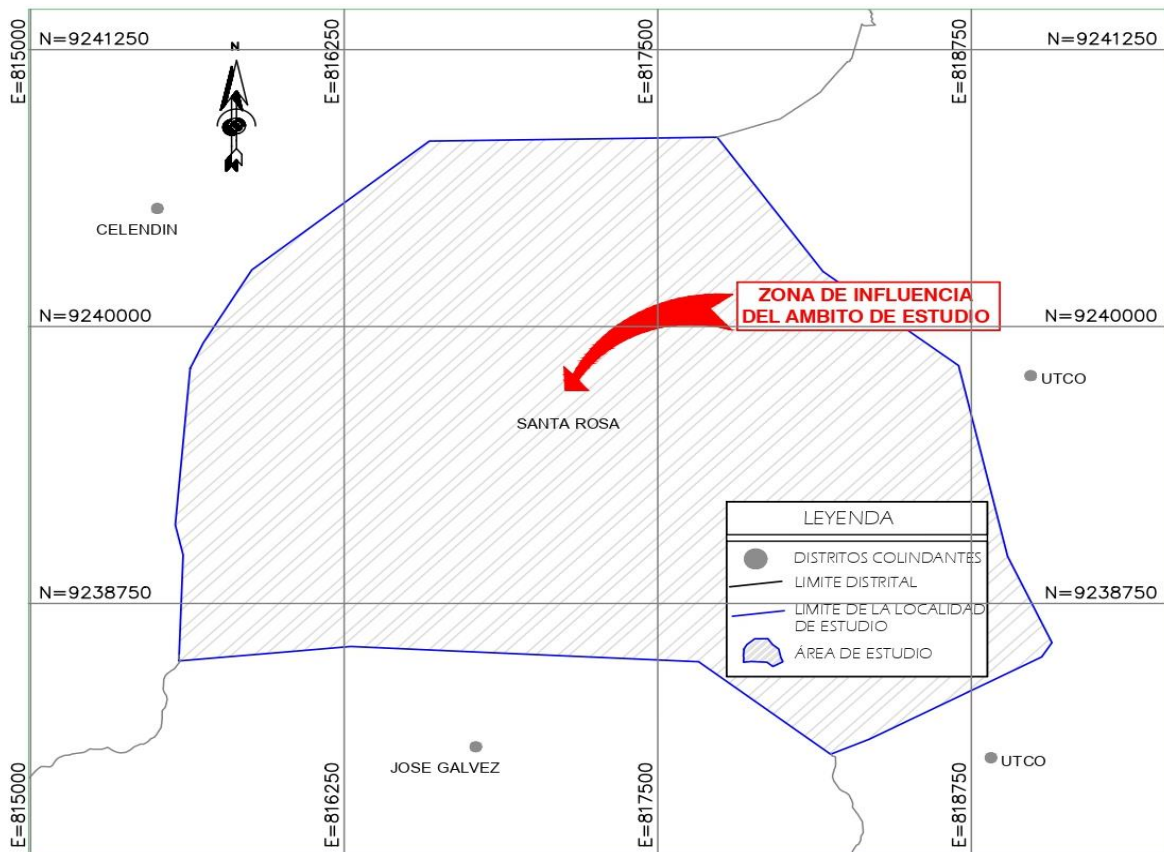 E=815000
E=816250
E=817500
E=818750
N=9241250
N=9241250
N
CELENDIN
ZONA DE INFLUENCIA
DEL AMBITO DE ESTUDIO
N=9240000
N=9240000
UTCO
SANTA ROSA
LEYENDA
DISTRITOS COLINDANTES
LIMITE DISTRITAL
LIMITE DE LA LOCALIDAD
DE ESTUDIO
ÁREA DE ESTUDIO
N=9238750
N=9238750
JOSE GALVEZ
UTCO
E=815000
E=816250
E=817500
E=818750